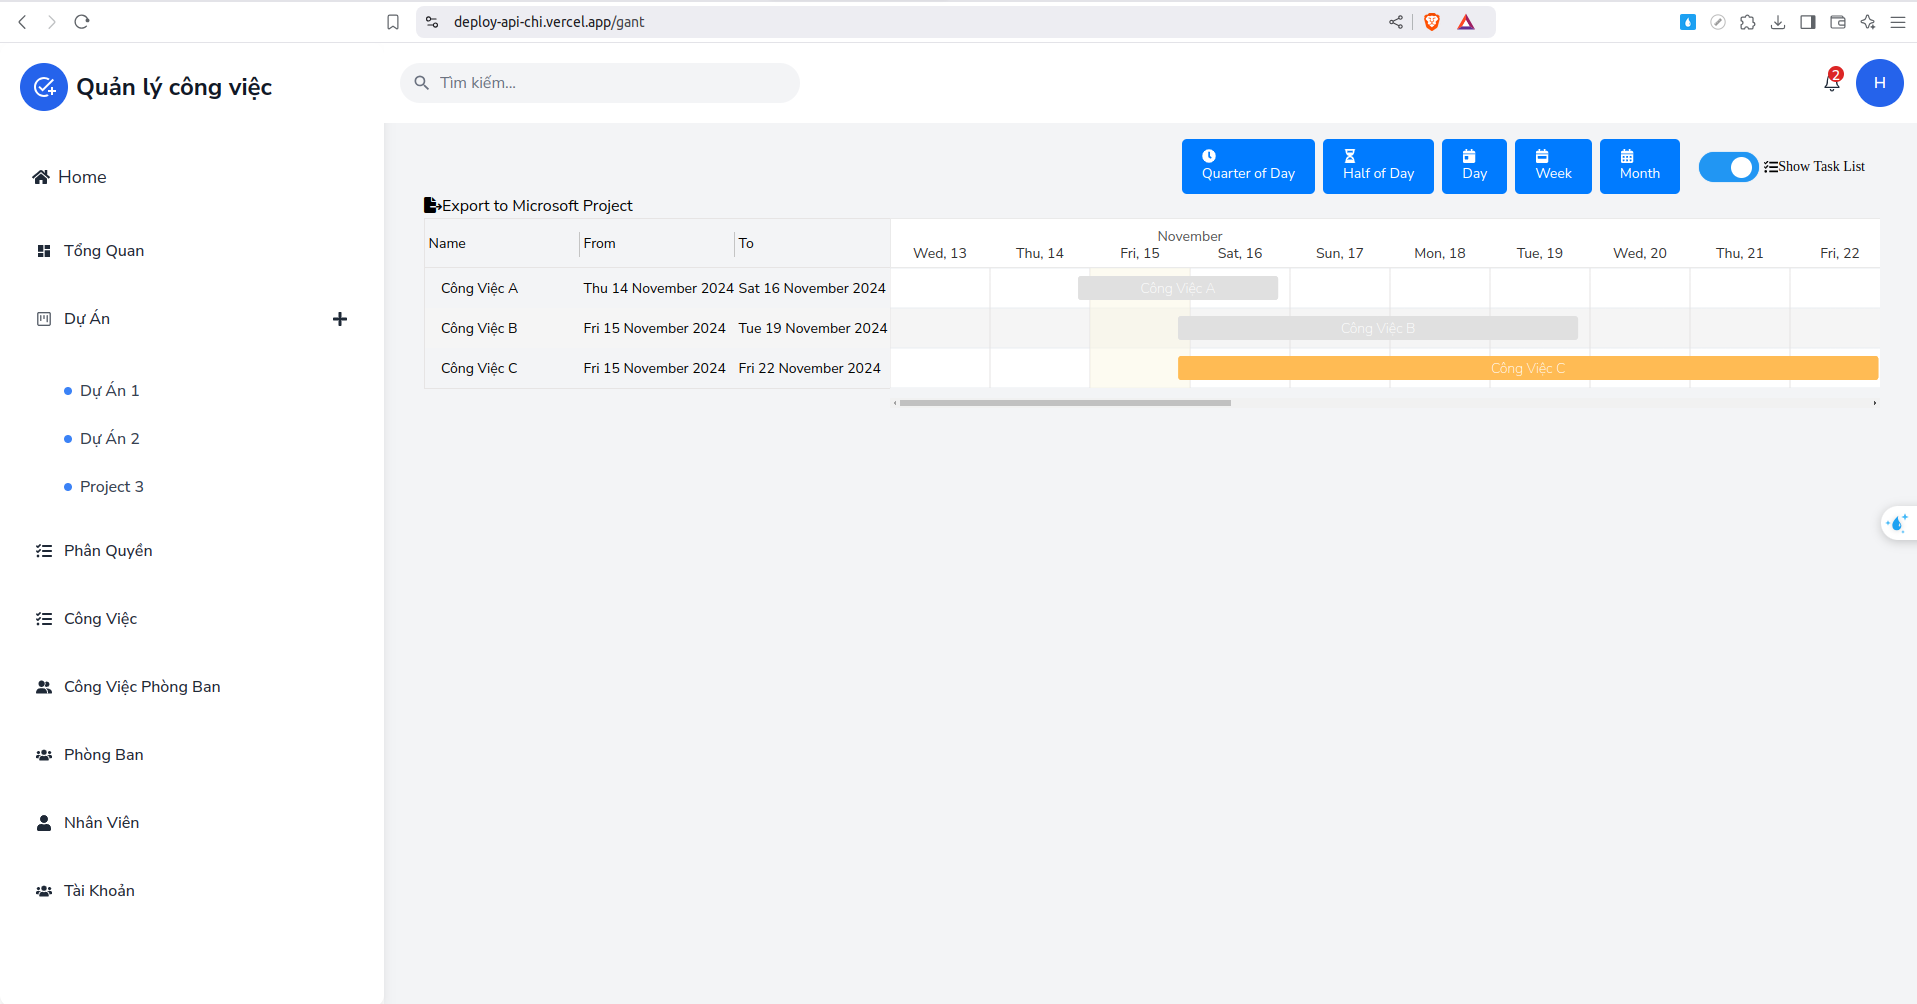 deploy-api-chi.vercel.app/gant
Quản lý công việc
Tìm kiếm...
2
H
Home
Tổng Quan
Dự Án
Dự Án 1
Dự Án 2
Project 3
Phân Quyền
Công Việc
Công Việc Phòng Ban
Phòng Ban
Nhân Viên
Tài Khoản
Quarter of Day
Half of Day
Day
Week
Month
Show Task List
Export to Microsoft Project
Name From To
November
Wed, 13 Thu, 14 Fri, 15 Sat, 16 Sun, 17 Mon, 18 Tue, 19 Wed, 20 Thu, 21 Fri, 22
Công Việc A Thu 14 November 2024 Sat 16 November 2024 Công Việc A
Công Việc B Fri 15 November 2024 Tue 19 November 2024 Công Việc B
Công Việc C Fri 15 November 2024 Fri 22 November 2024 Công Việc C